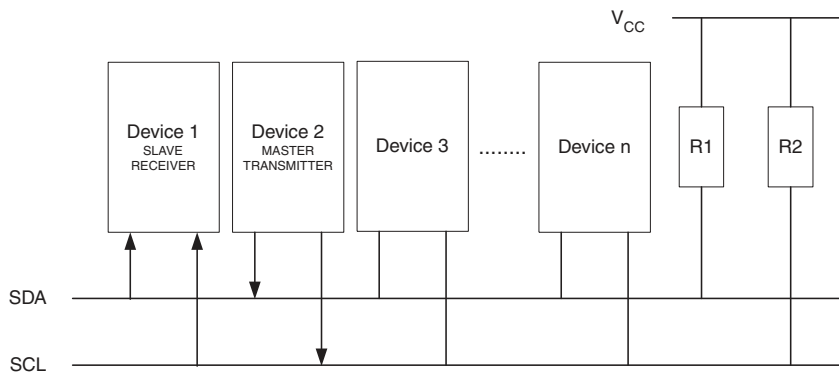 V_CC
Device 1
SLAVE
RECEIVER
Device 2
MASTER
TRANSMITTER
Device 3
........
Device n
R1
R2
SDA
SCL